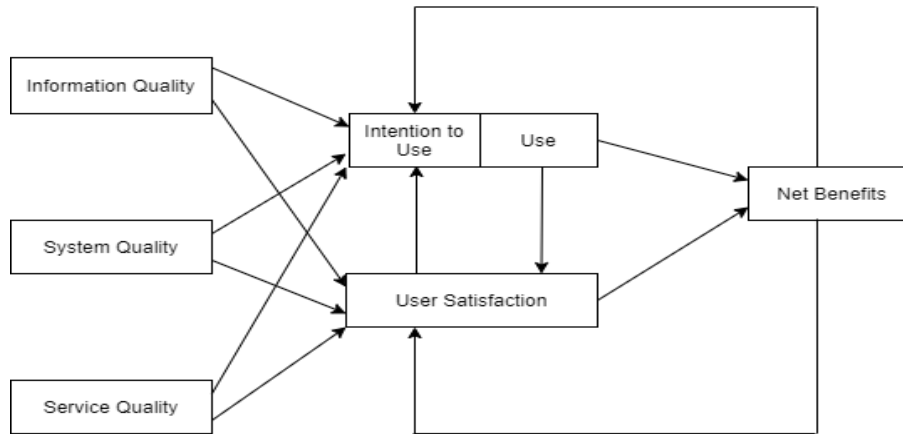 Information Quality
Intention to
Use
Use
Net Benefits
System Quality
User Satisfaction
Service Quality